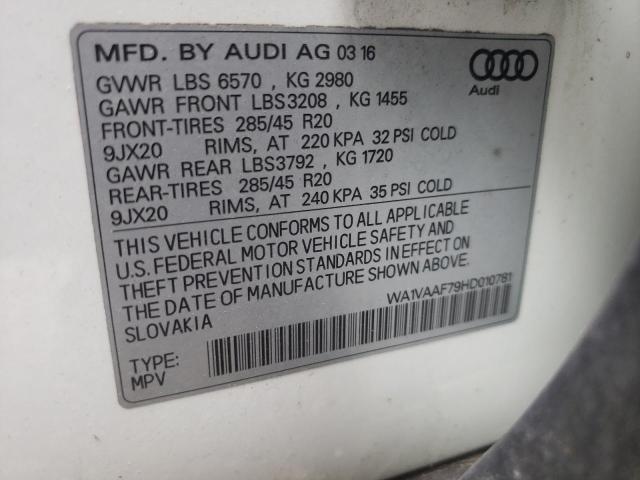 MFD. BY AUDI AG 03 16
GVWR LBS 6570 , KG 2980
GAWR FRONT LBS3208 , KG 1455
FRONT-TIRES 285/45 R20
9JX20 RIMS, AT 220 KPA 32 PSI COLD
GAWR REAR LBS3792 , KG 1720
REAR-TIRES 285/45 R20
9JX20 RIMS, AT 240 KPA 35 PSI COLD
Audi
THIS VEHICLE CONFORMS TO ALL APPLICABLE
U.S. FEDERAL MOTOR VEHICLE SAFETY AND
THEFT PREVENTION STANDARDS IN EFFECT ON
THE DATE OF MANUFACTURE SHOWN ABOVE.
SLOVAKIA
WA1VAAF79HD010781
TYPE:
MPV